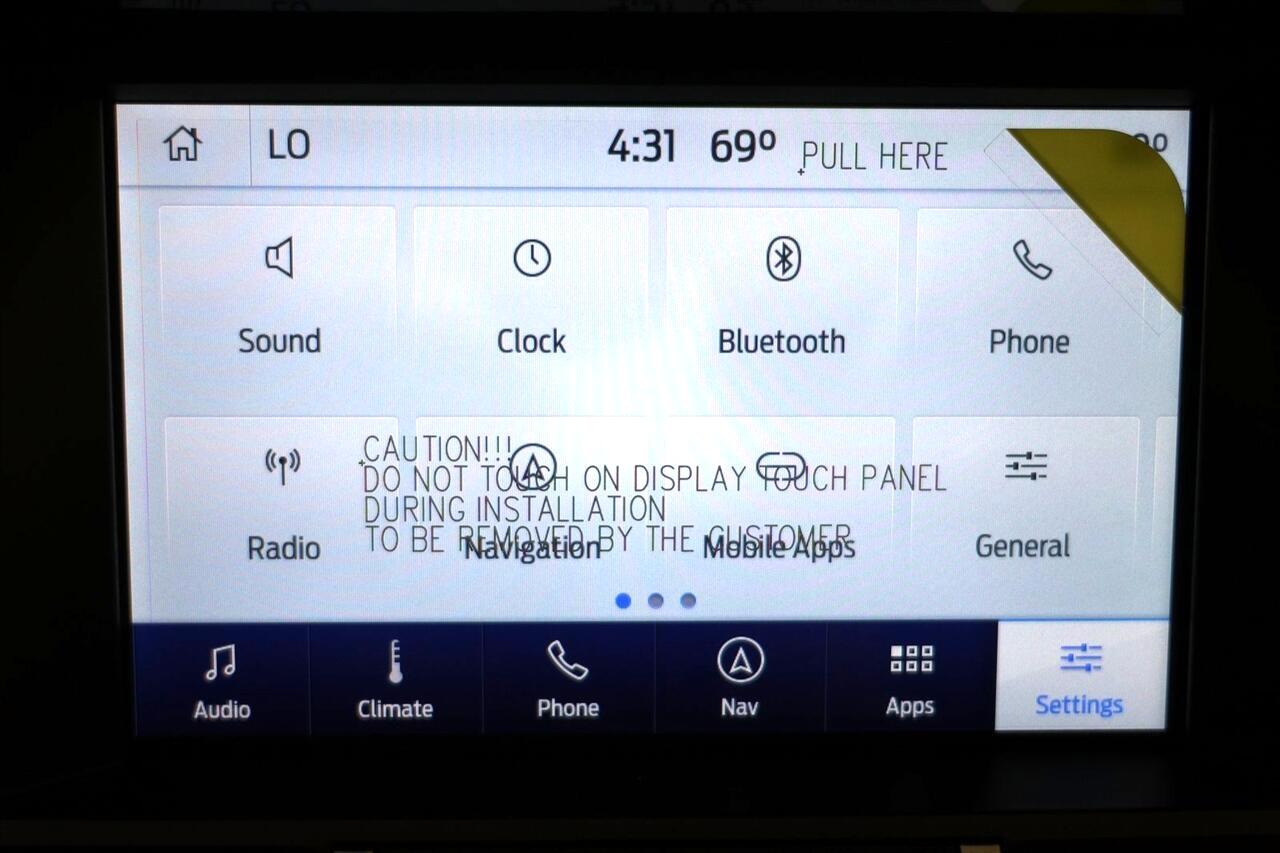 LO 4:31 69º PULL HERE
Sound Clock Bluetooth Phone
CAUTION!!!
DO NOT TOUCH ON DISPLAY TOUCH PANEL
DURING INSTALLATION
TO BE REMOVED BY THE CUSTOMER
Radio Navigation Mobile Apps General
Audio Climate Phone Nav Apps Settings